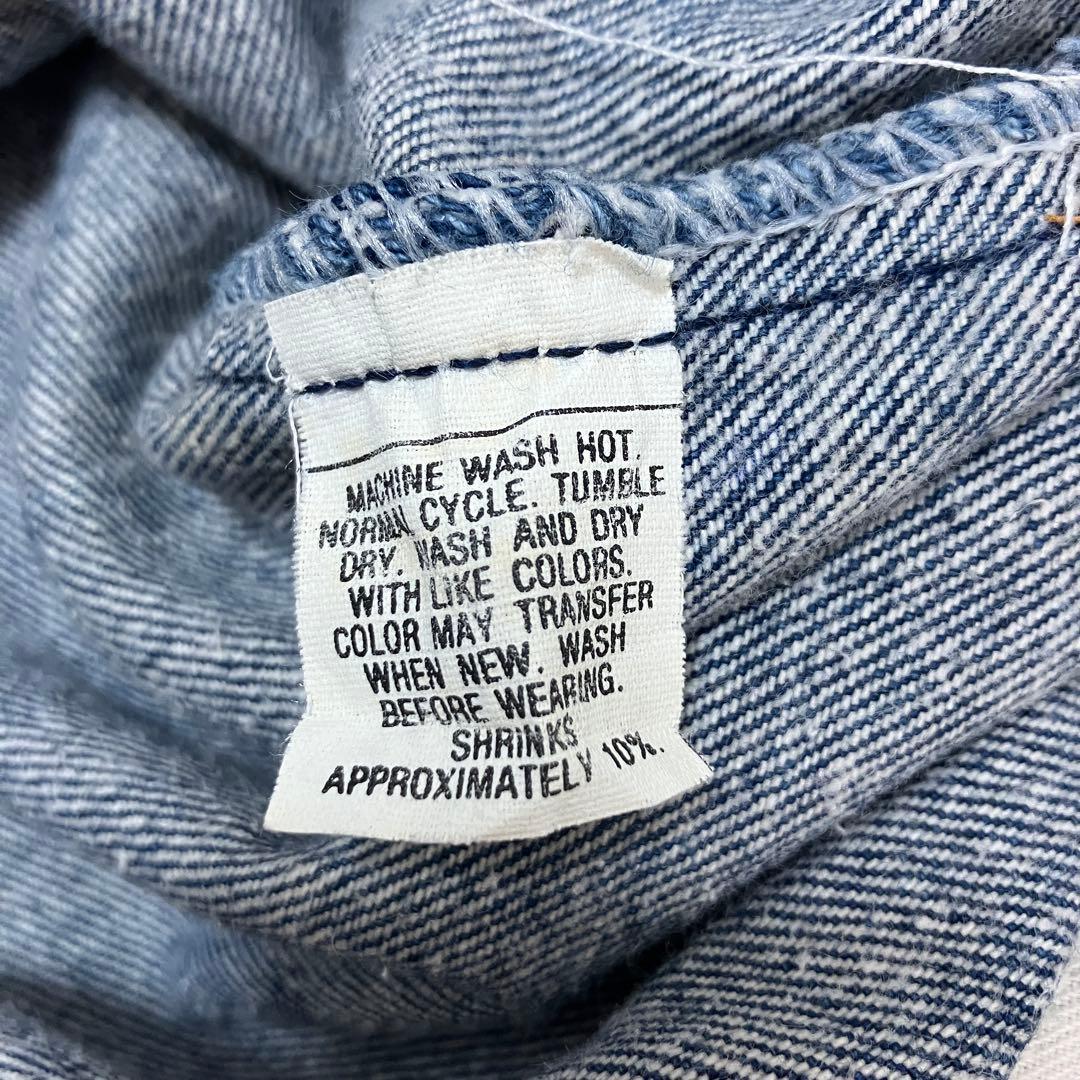 MACHINE WASH HOT.
NORMAL CYCLE. TUMBLE
DRY. WASH AND DRY
WITH LIKE COLORS.
COLOR MAY TRANSFER
WHEN NEW. WASH
BEFORE WEARING.
SHRINKS
APPROXIMATELY 10%.